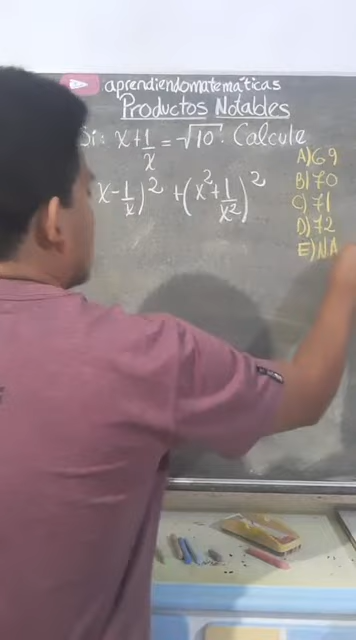 aprendiendomatemáticas
Productos Notables
Si: x+1/x = √10. Calcule
x-1/x)² + (x²+1/x²)²
A) 69
B) 70
C) 71
D) 72
E) NA